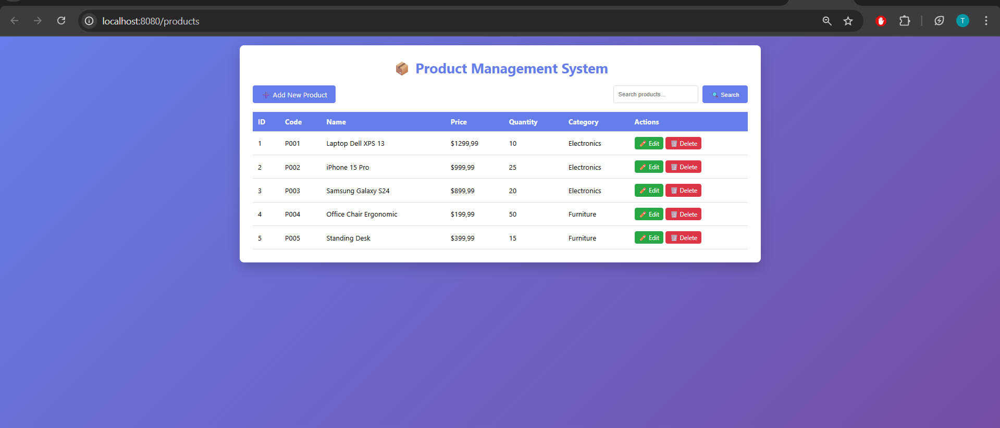 localhost:8080/products
T
Product Management System
Add New Product
Search products...
Search
ID Code Name Price Quantity Category Actions
1 P001 Laptop Dell XPS 13 $1299,99 10 Electronics Edit Delete
2 P002 iPhone 15 Pro $999,99 25 Electronics Edit Delete
3 P003 Samsung Galaxy S24 $899,99 20 Electronics Edit Delete
4 P004 Office Chair Ergonomic $199,99 50 Furniture Edit Delete
5 P005 Standing Desk $399,99 15 Furniture Edit Delete